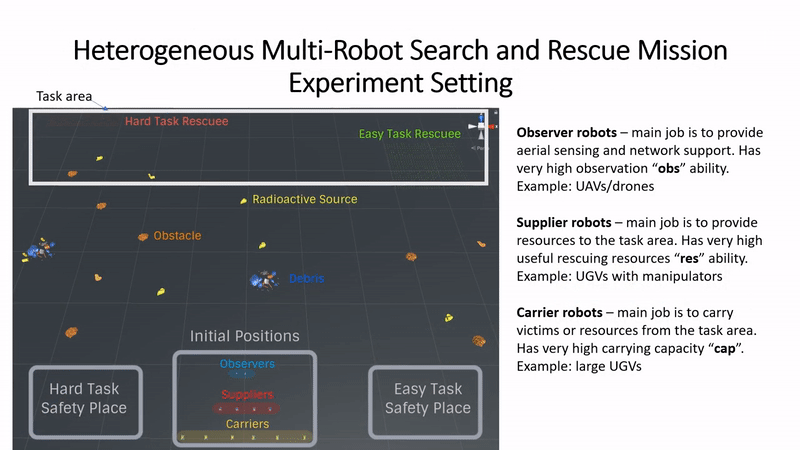 Heterogeneous Multi-Robot Search and Rescue Mission
Experiment Setting
Task area
Hard Task Rescuee
Easy Task Rescuee
Radioactive Source
Obstacle
Debris
Initial Positions
Observers
Suppliers
Carriers
Hard Task
Safety Place
Easy Task
Safety Place
Observer robots – main job is to provide
aerial sensing and network support. Has
very high observation “obs” ability.
Example: UAVs/drones
Supplier robots – main job is to provide
resources to the task area. Has very high
useful rescuing resources “res” ability.
Example: UGVs with manipulators
Carrier robots – main job is to carry
victims or resources from the task area.
Has very high carrying capacity “cap”.
Example: large UGVs